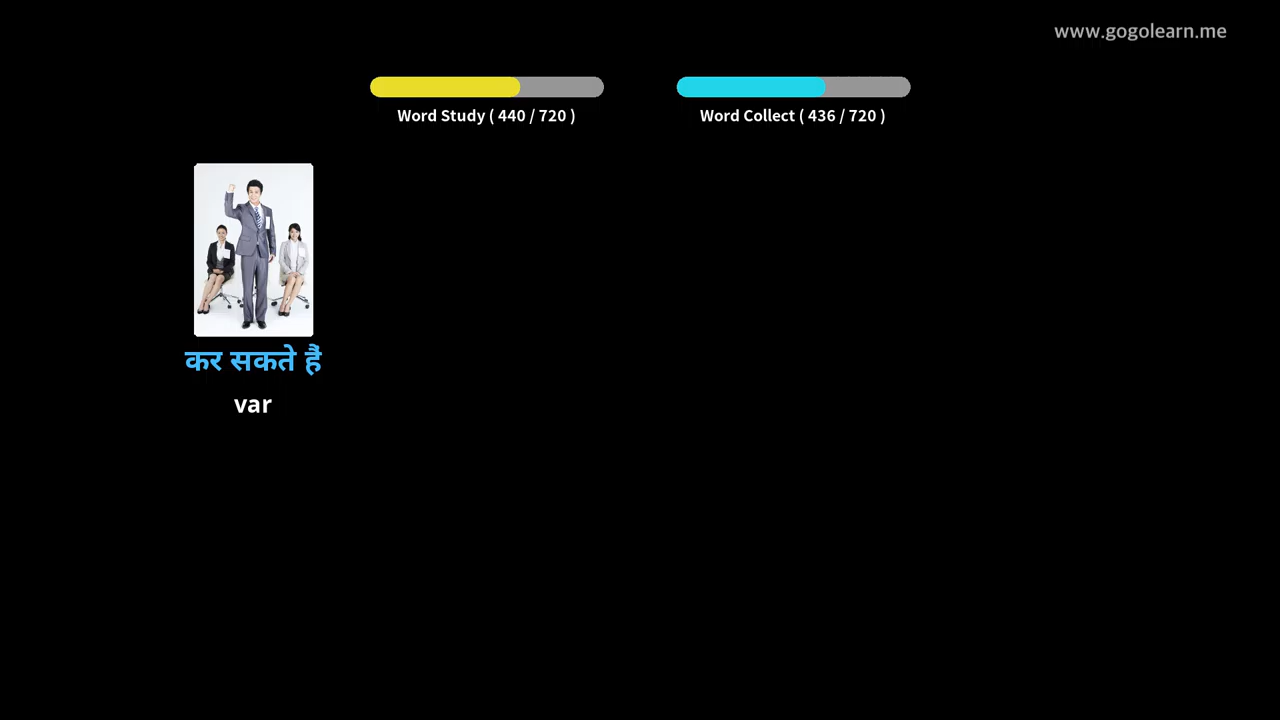 www.gogolearn.me
Word Study ( 440 / 720 )
Word Collect ( 436 / 720 )
कर सकते हैं
var